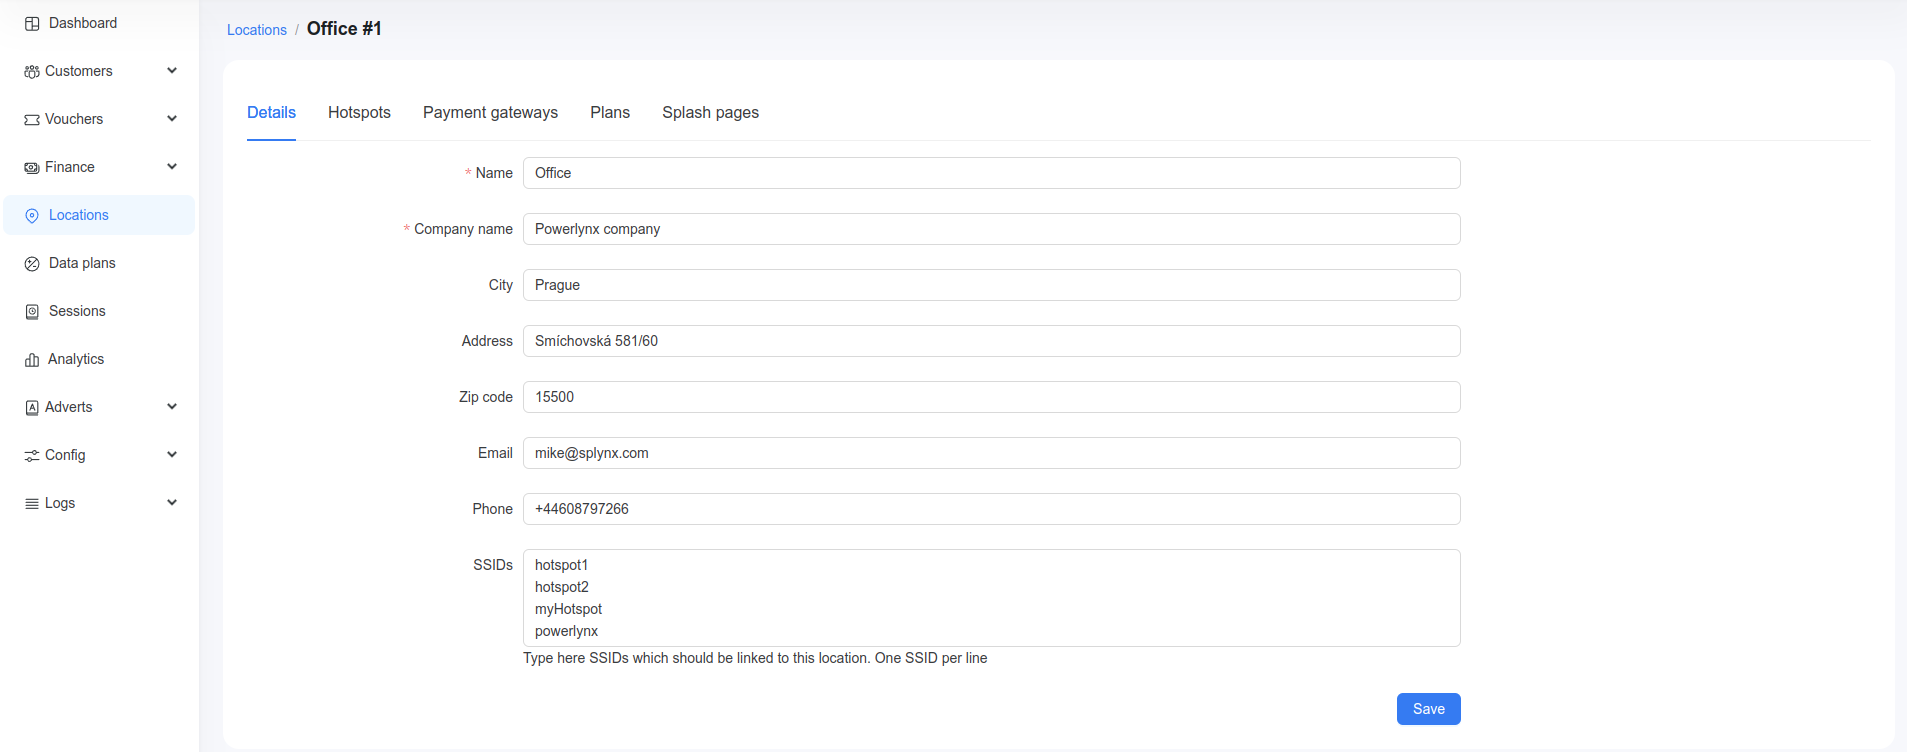 Dashboard
Customers
Vouchers
Finance
Locations
Data plans
Sessions
Analytics
Adverts
Config
Logs
Locations / Office #1
Details Hotspots Payment gateways Plans Splash pages
* Name Office
* Company name Powerlynx company
City Prague
Address Smíchovská 581/60
Zip code 15500
Email mike@splynx.com
Phone +44608797266
SSIDs hotspot1
hotspot2
myHotspot
powerlynx
Type here SSIDs which should be linked to this location. One SSID per line
Save